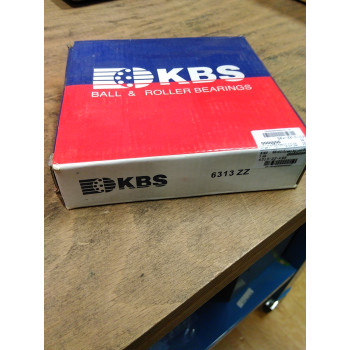 KBS
BALL & ROLLER BEARINGS
KBS
6313 ZZ